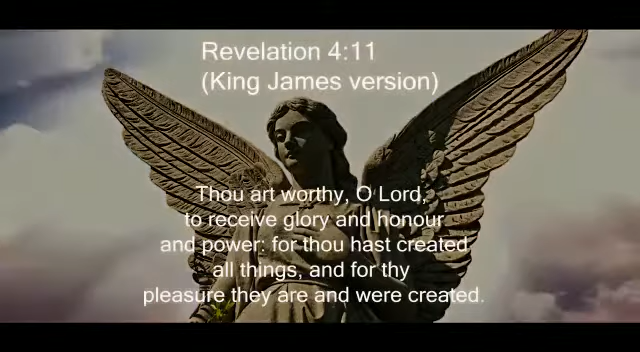 Revelation 4:11
(King James version)
Thou art worthy, O Lord,
to receive glory and honour
and power: for thou hast created
all things, and for thy
pleasure they are and were created.